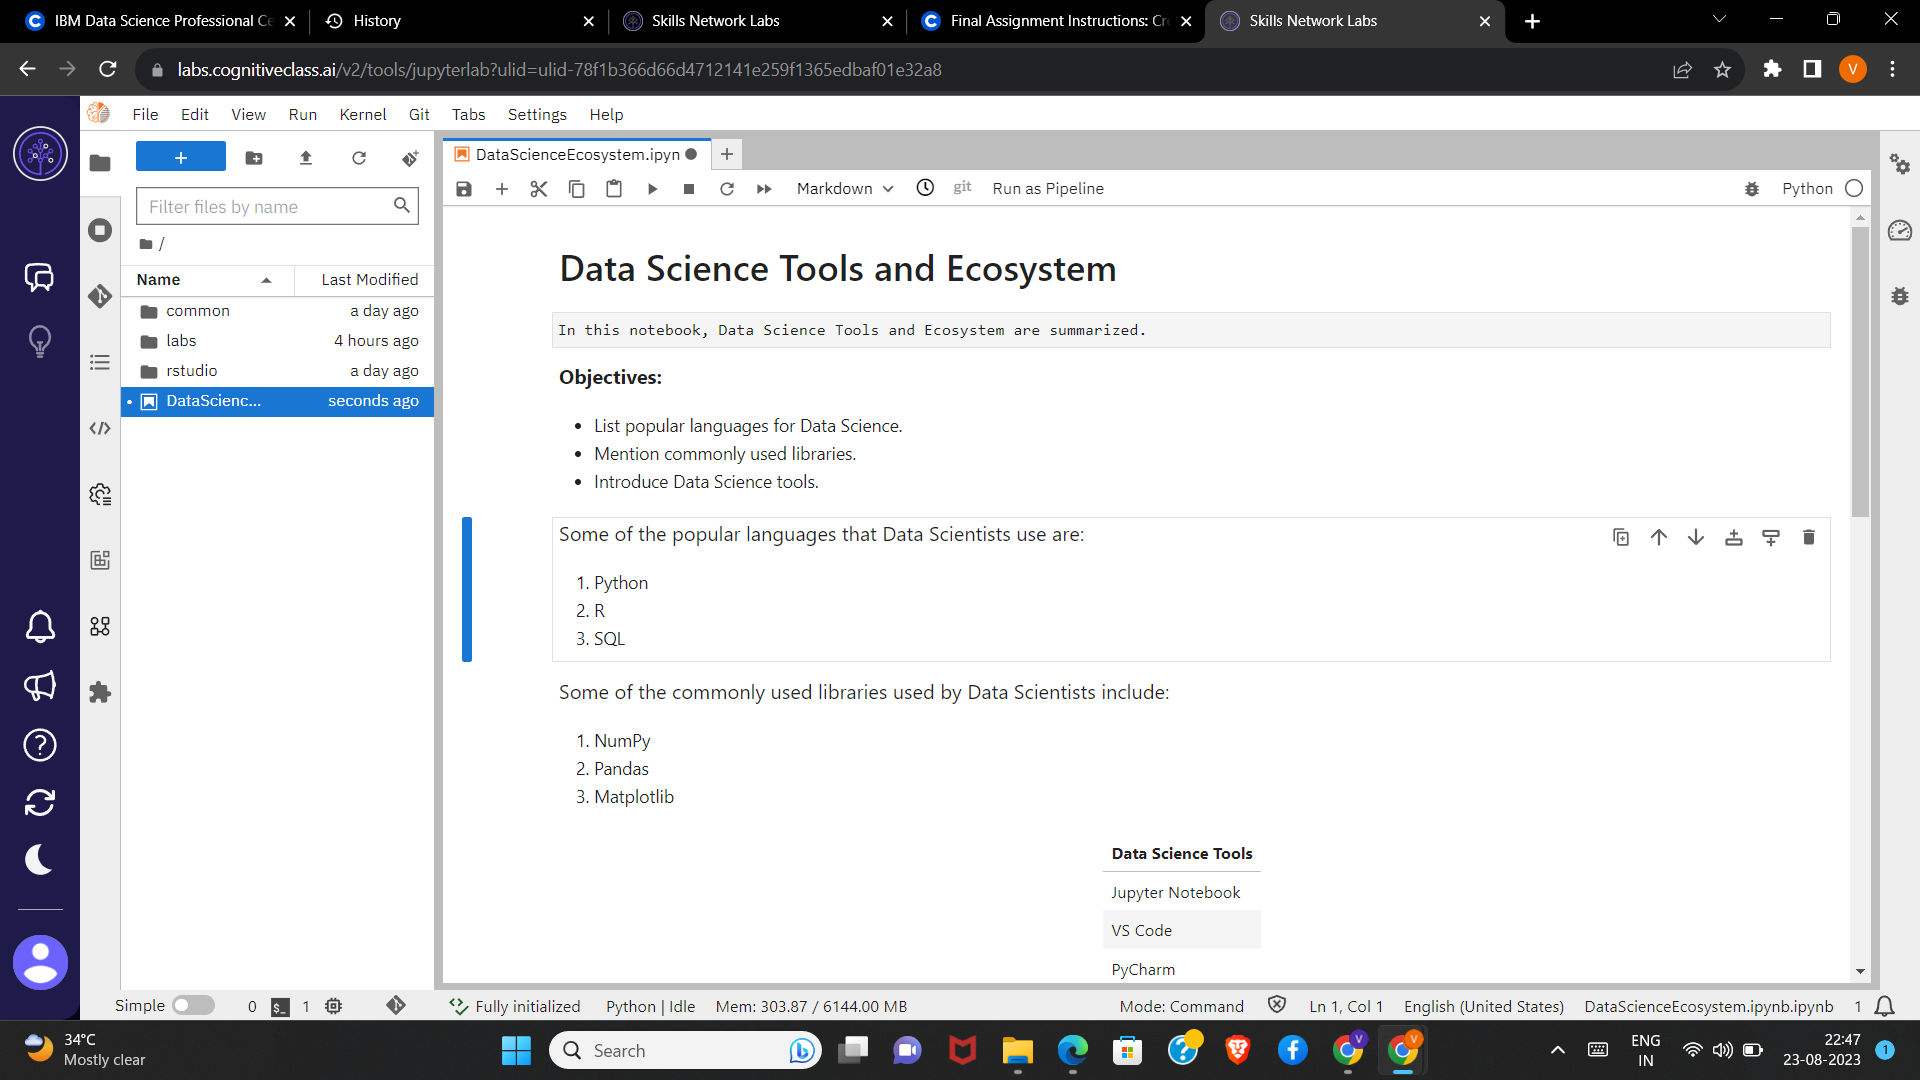 IBM Data Science Professional Ce
History
Skills Network Labs
Final Assignment Instructions: Cre
Skills Network Labs
labs.cognitiveclass.ai/v2/tools/jupyterlab?ulid=ulid-78f1b366d66d4712141e259f1365edbaf01e32a8
V
File Edit View Run Kernel Git Tabs Settings Help
DataScienceEcosystem.ipyn
Markdown
git
Run as Pipeline
Python
Filter files by name
/
Name Last Modified
common a day ago
labs 4 hours ago
rstudio a day ago
DataScienc... seconds ago
Data Science Tools and Ecosystem
In this notebook, Data Science Tools and Ecosystem are summarized.
Objectives:
• List popular languages for Data Science.
• Mention commonly used libraries.
• Introduce Data Science tools.
Some of the popular languages that Data Scientists use are:
1. Python
2. R
3. SQL
Some of the commonly used libraries used by Data Scientists include:
1. NumPy
2. Pandas
3. Matplotlib
Data Science Tools
Jupyter Notebook
VS Code
PyCharm
Simple 0 $_ 1 Fully initialized Python | Idle Mem: 303.87 / 6144.00 MB Mode: Command Ln 1, Col 1 English (United States) DataScienceEcosystem.ipynb.ipynb 1
34°C
Mostly clear
Search
V
V
ENG
IN
22:47
23-08-2023
1